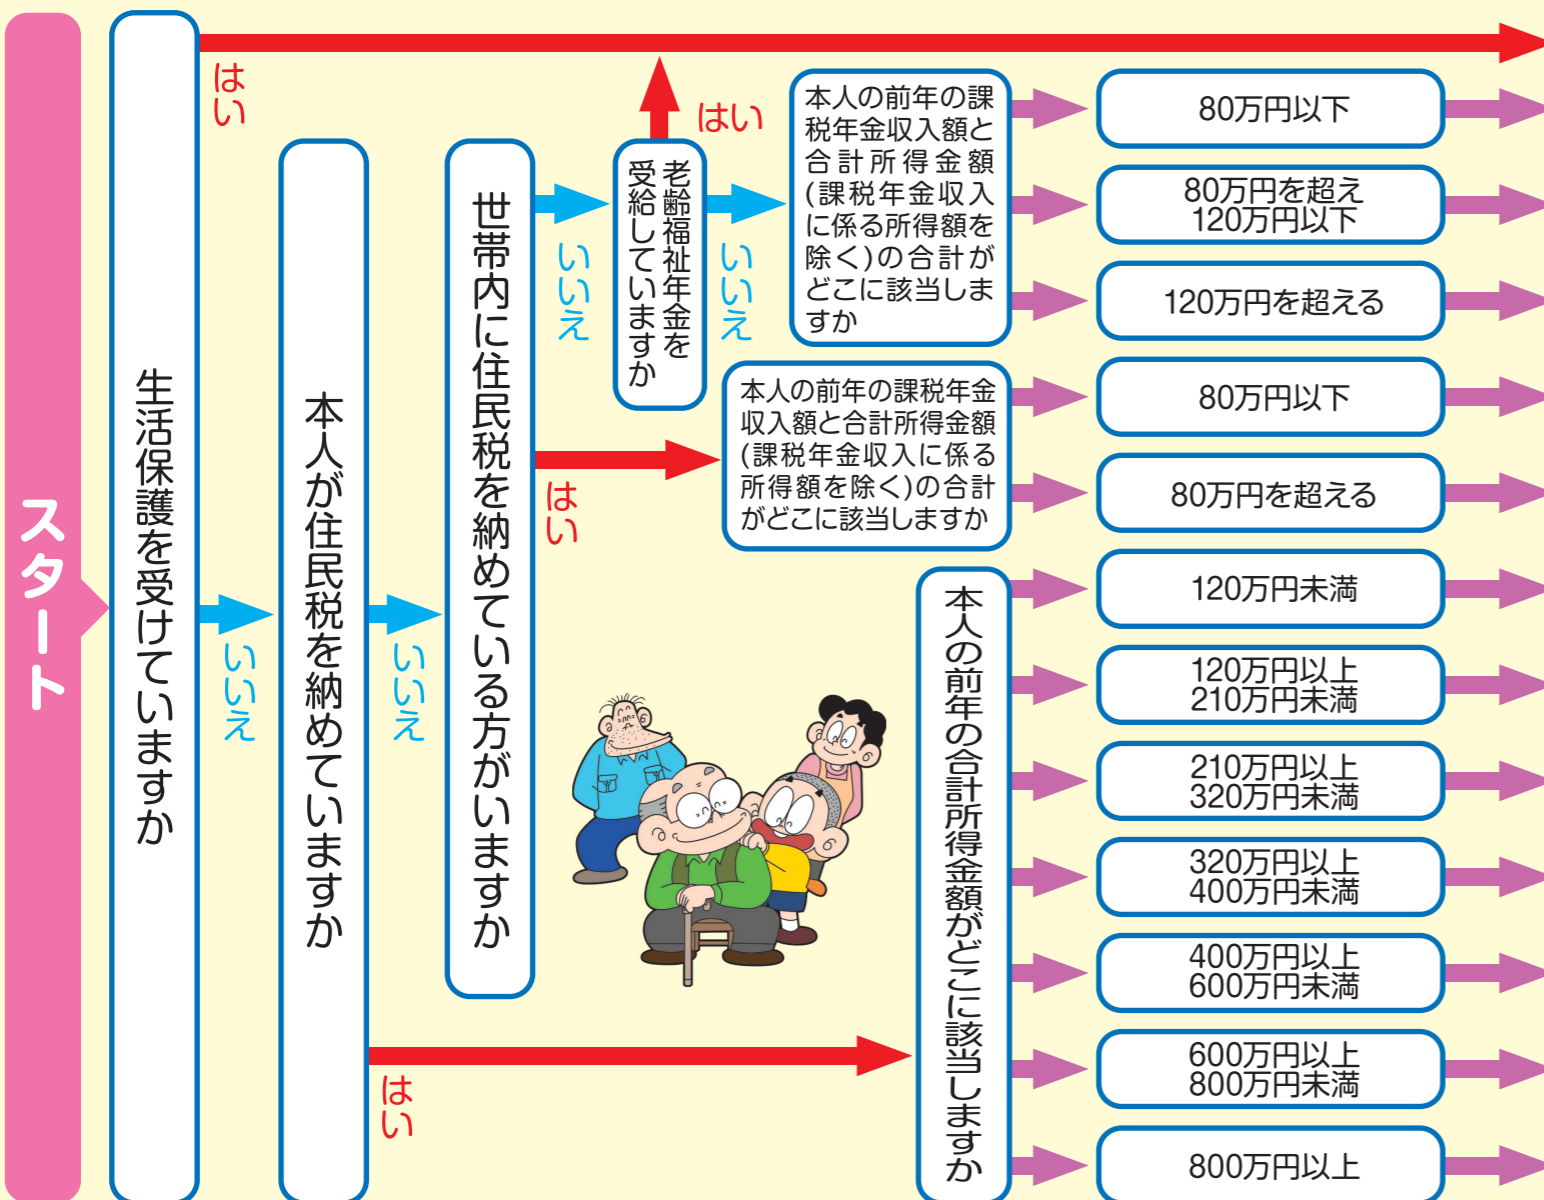 スタート
生活保護を受けていますか
はい
いいえ
本人が住民税を納めていますか
いいえ
はい
世帯内に住民税を納めている方がいますか
いいえ
はい
老齢福祉年金を
受給していますか
はい
いいえ
本人の前年の課
税年金収入額と
合計所得金額
(課税年金収入
に係る所得額を
除く)の合計が
どこに該当しま
すか
80万円以下
80万円を超え
120万円以下
120万円を超える
本人の前年の課税年金
収入額と合計所得金額
(課税年金収入に係る
所得額を除く)の合計
がどこに該当しますか
80万円以下
80万円を超える
本人の前年の合計所得金額がどこに該当しますか
120万円未満
120万円以上
210万円未満
210万円以上
320万円未満
320万円以上
400万円未満
400万円以上
600万円未満
600万円以上
800万円未満
800万円以上